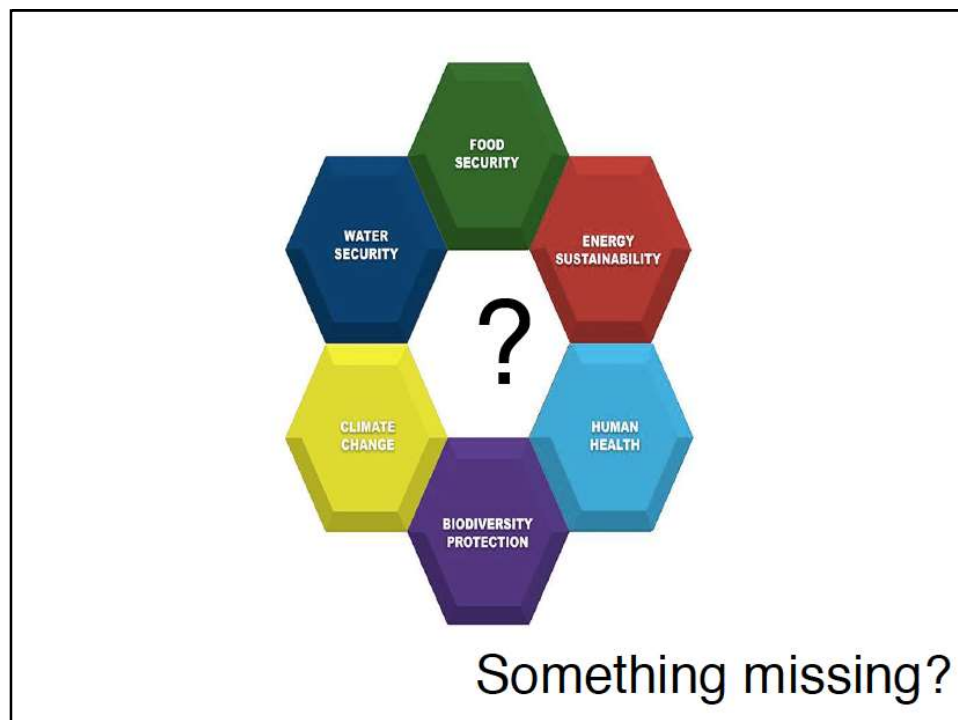 FOOD
SECURITY
WATER
SECURITY
ENERGY
SUSTAINABILITY
?
CLIMATE
CHANGE
HUMAN
HEALTH
BIODIVERSITY
PROTECTION
Something missing?